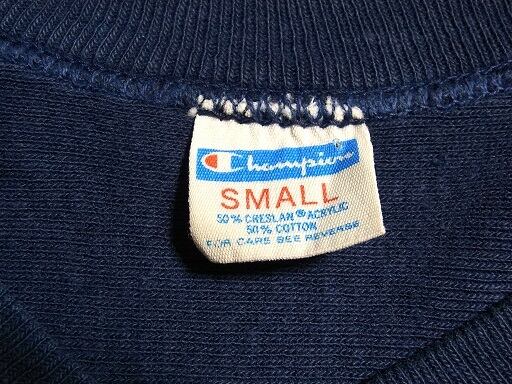 Champion
SMALL
50% CRESLAN® ACRYLIC
50% COTTON
FOR CARE SEE REVERSE